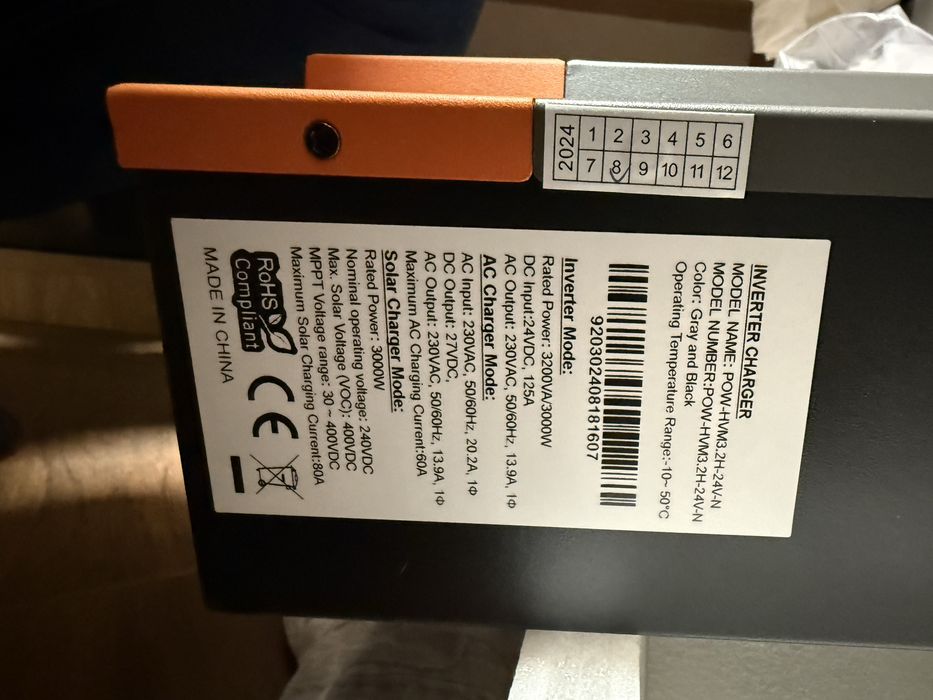 2024
1 2 3 4 5 6
7 8 9 10 11 12
INVERTER CHARGER
MODEL NAME: POW-HVM3.2H-24V-N
MODEL NUMBER:POW-HVM3.2H-24V-N
Color: Gray and Black
Operating Temperature Range:-10~ 50°C
920302408181607
Inverter Mode:
Rated Power: 3200VA/3000W
DC Input:24VDC, 125A
AC Output: 230VAC, 50/60Hz, 13.9A, 1Φ
AC Charger Mode:
AC Input: 230VAC, 50/60Hz, 20.2A, 1Φ
DC Output: 27VDC,
AC Output: 230VAC, 50/60Hz, 13.9A, 1Φ
Maximum AC Charging Current:60A
Solar Charger Mode:
Rated Power: 3000W
Nominal operating voltage: 240VDC
Max. Solar Voltage (VOC): 400VDC
MPPT Voltage range: 30 ~ 400VDC
Maximum Solar Charging Current:80A
RoHS
Compliant
CE
MADE IN CHINA